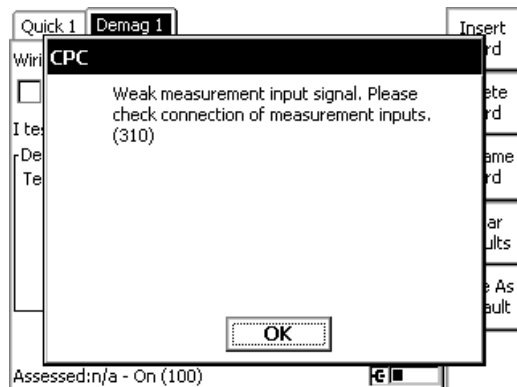 Quick 1 Demag 1
Insert
rd
Wiri
CPC
Weak measurement input signal. Please
check connection of measurement inputs.
(310)
ete
rd
I te
De
Te
ame
rd
ar
ults
e As
ault
OK
Assessed:n/a - On (100)